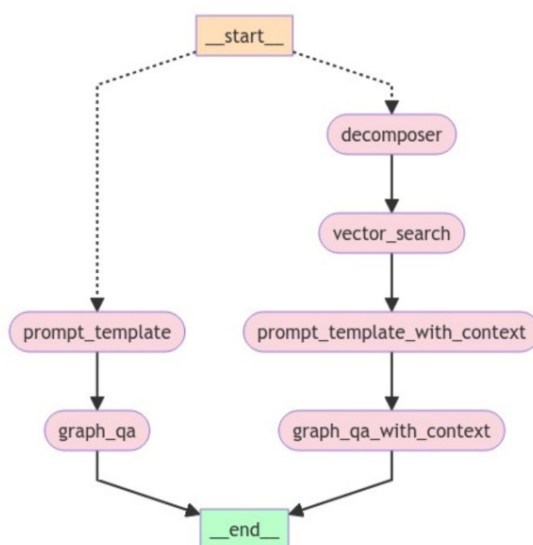 __start__
decomposer
vector_search
prompt_template
prompt_template_with_context
graph_qa
graph_qa_with_context
__end__